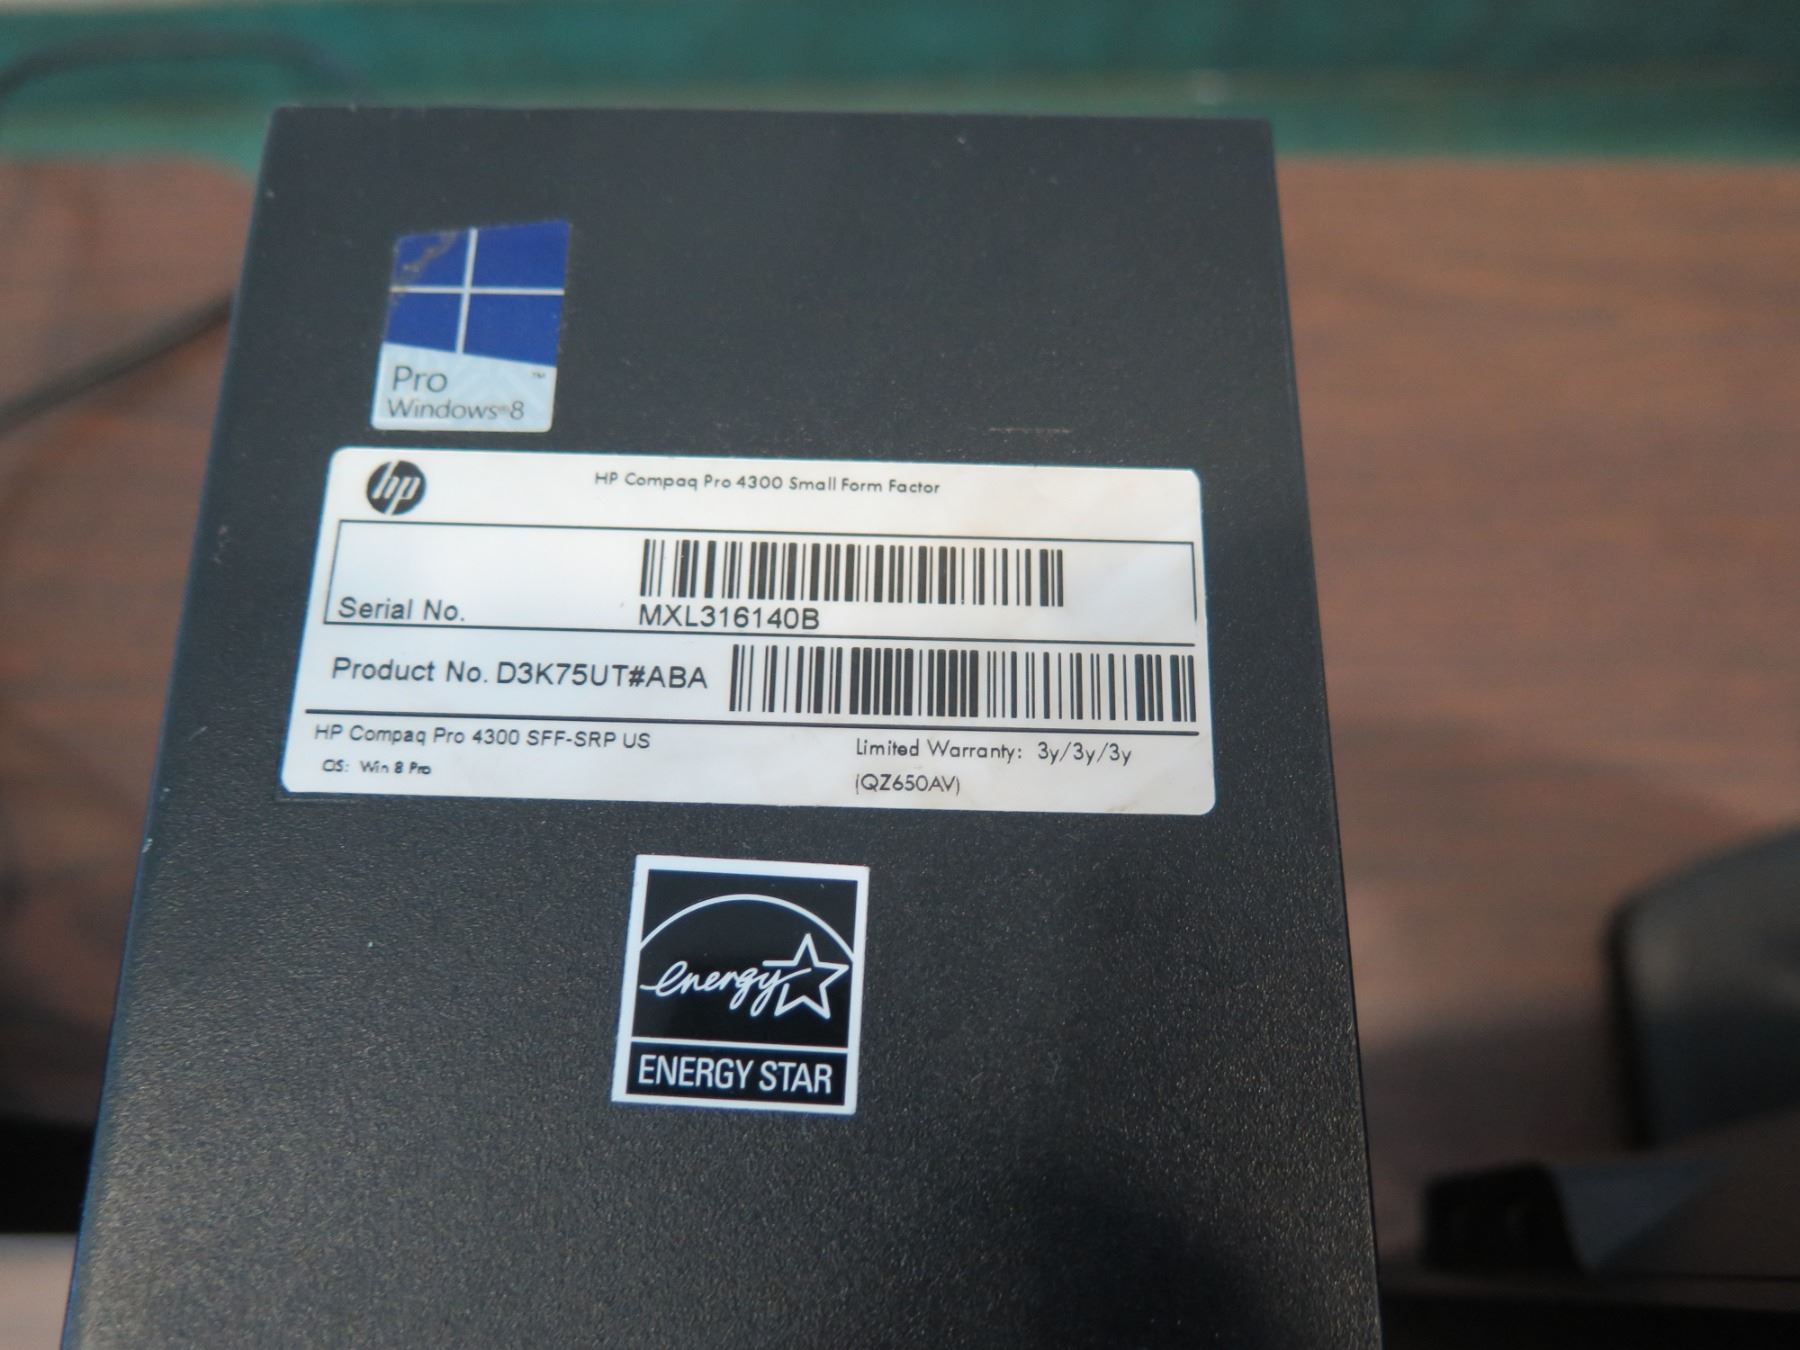 Pro ™
Windows®8
hp
HP Compaq Pro 4300 Small Form Factor
Serial No.
MXL316140B
Product No. D3K75UT#ABA
HP Compaq Pro 4300 SFF-SRP US
Limited Warranty: 3y/3y/3y
OS: Win 8 Pro
(QZ650AV)
energy
ENERGY STAR